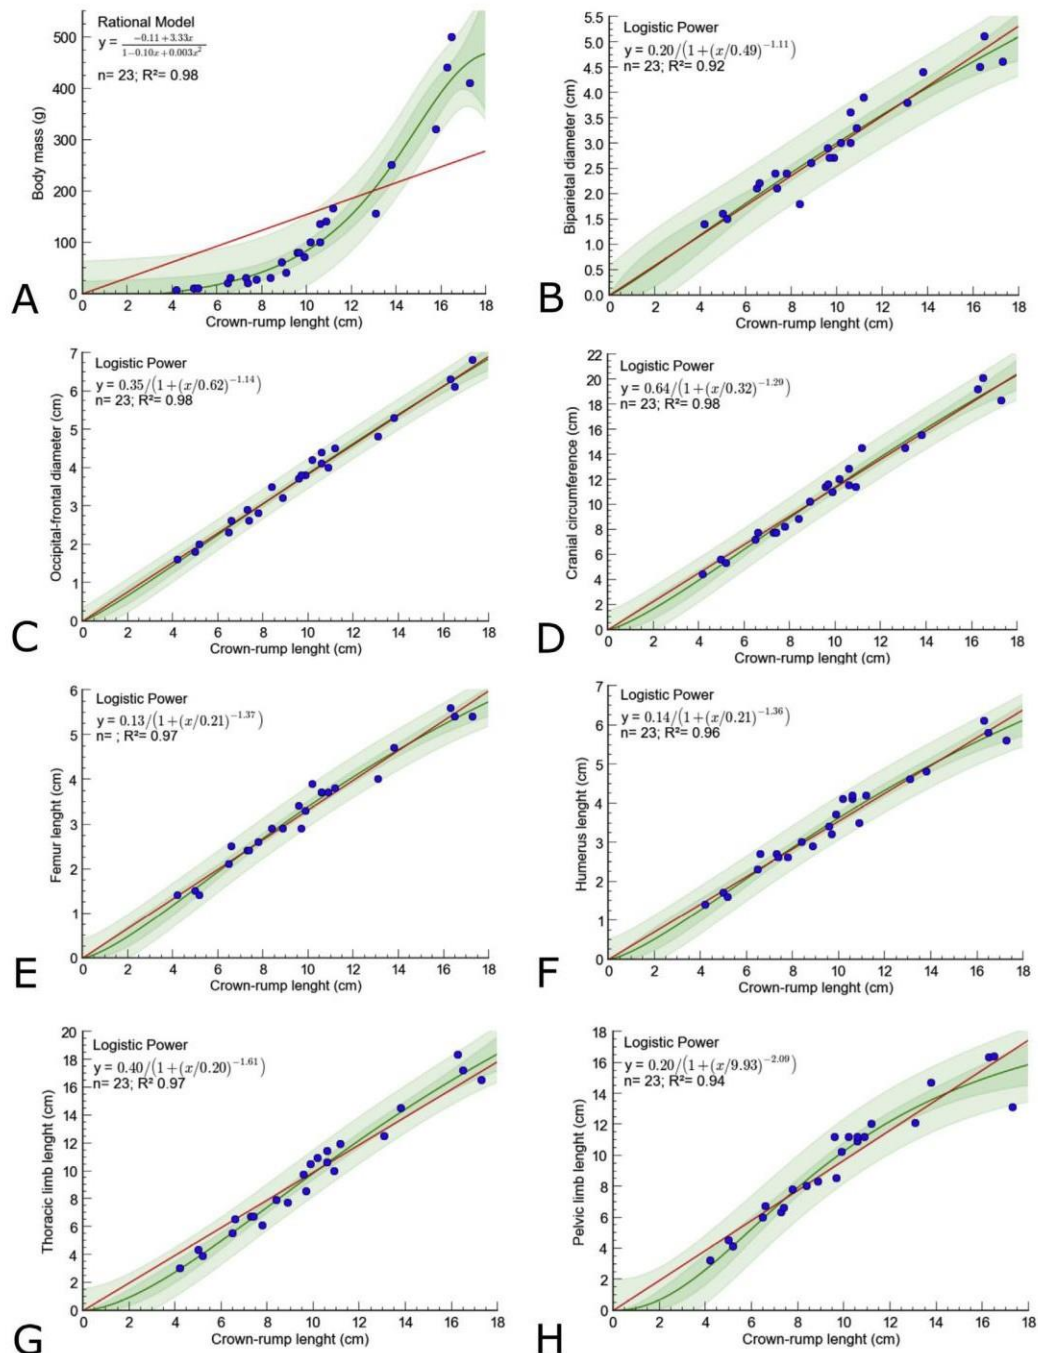 Rational Model
y = (−0.11+3.33x)/(1−0.10x+0.003x²)
n= 23; R²= 0.98
Body mass (g)
500
400
300
200
100
0
0 2 4 6 8 10 12 14 16 18
Crown-rump lenght (cm)
A
Logistic Power
y = 0.20/(1+(x/0.49)^−1.11)
n= 23; R²= 0.92
Biparietal diameter (cm)
5.5
5.0
4.5
4.0
3.5
3.0
2.5
2.0
1.5
1.0
0.5
0.0
0 2 4 6 8 10 12 14 16 18
Crown-rump lenght (cm)
B
Logistic Power
y = 0.35/(1+(x/0.62)^−1.14)
n= 23; R²= 0.98
Occipital-frontal diameter (cm)
7
6
5
4
3
2
1
0
0 2 4 6 8 10 12 14 16 18
Crown-rump lenght (cm)
C
Logistic Power
y = 0.64/(1+(x/0.32)^−1.29)
n= 23; R²= 0.98
Cranial circumference (cm)
22
20
18
16
14
12
10
8
6
4
2
0
0 2 4 6 8 10 12 14 16 18
Crown-rump lenght (cm)
D
Logistic Power
y = 0.13/(1+(x/0.21)^−1.37)
n= ; R²= 0.97
Femur lenght (cm)
6
5
4
3
2
1
0
0 2 4 6 8 10 12 14 16 18
Crown-rump lenght (cm)
E
Logistic Power
y = 0.14/(1+(x/0.21)^−1.36)
n= 23; R²= 0.96
Humerus lenght (cm)
7
6
5
4
3
2
1
0
0 2 4 6 8 10 12 14 16 18
Crown-rump lenght (cm)
F
Logistic Power
y = 0.40/(1+(x/0.20)^−1.61)
n= 23; R² 0.97
Thoracic limb lenght (cm)
20
18
16
14
12
10
8
6
4
2
0
0 2 4 6 8 10 12 14 16 18
Crown-rump lenght (cm)
G
Logistic Power
y = 0.20/(1+(x/9.93)^−2.09)
n= 23; R²= 0.94
Pelvic limb lenght (cm)
18
16
14
12
10
8
6
4
2
0
0 2 4 6 8 10 12 14 16 18
Crown-rump lenght (cm)
H